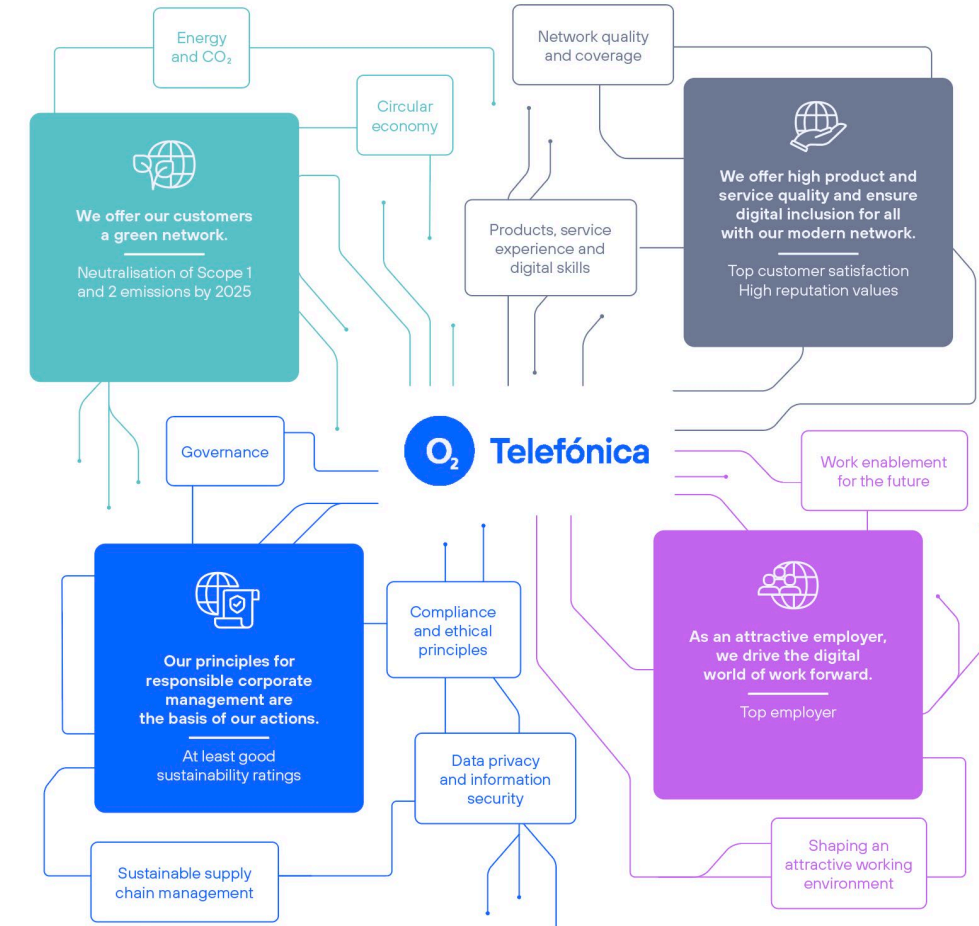 Energy
and CO₂
Circular
economy
We offer our customers
a green network.
Neutralisation of Scope 1
and 2 emissions by 2025
Network quality
and coverage
Products, service
experience and
digital skills
We offer high product and
service quality and ensure
digital inclusion for all
with our modern network.
Top customer satisfaction
High reputation values
O₂ Telefónica
Governance
Our principles for
responsible corporate
management are
the basis of our actions.
At least good
sustainability ratings
Compliance
and ethical
principles
Data privacy
and information
security
Sustainable supply
chain management
Work enablement
for the future
As an attractive employer,
we drive the digital
world of work forward.
Top employer
Shaping an
attractive working
environment